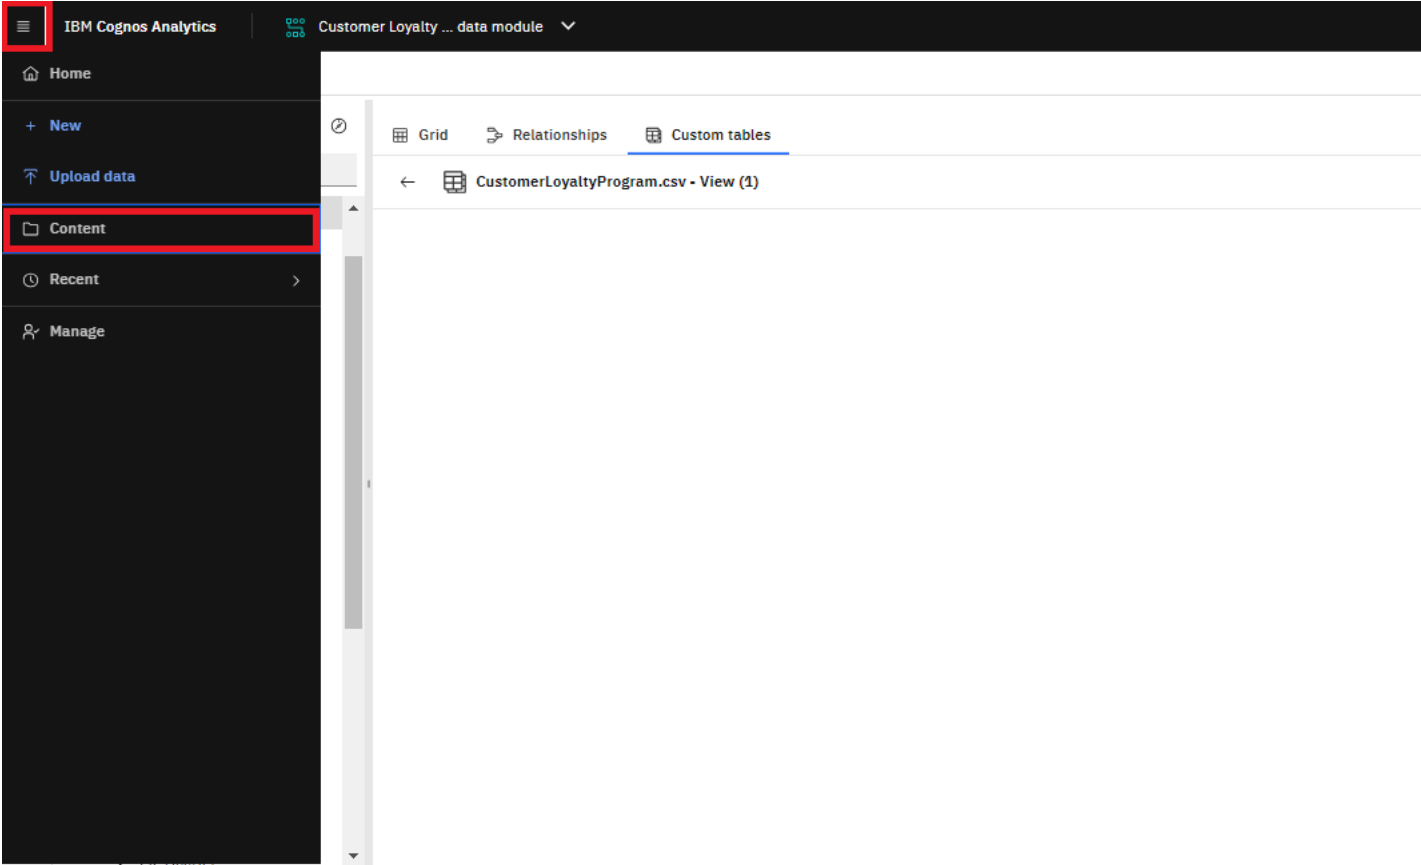 IBM Cognos Analytics
Customer Loyalty ... data module
Home
New
Upload data
Content
Recent
Manage
Grid
Relationships
Custom tables
CustomerLoyaltyProgram.csv - View (1)